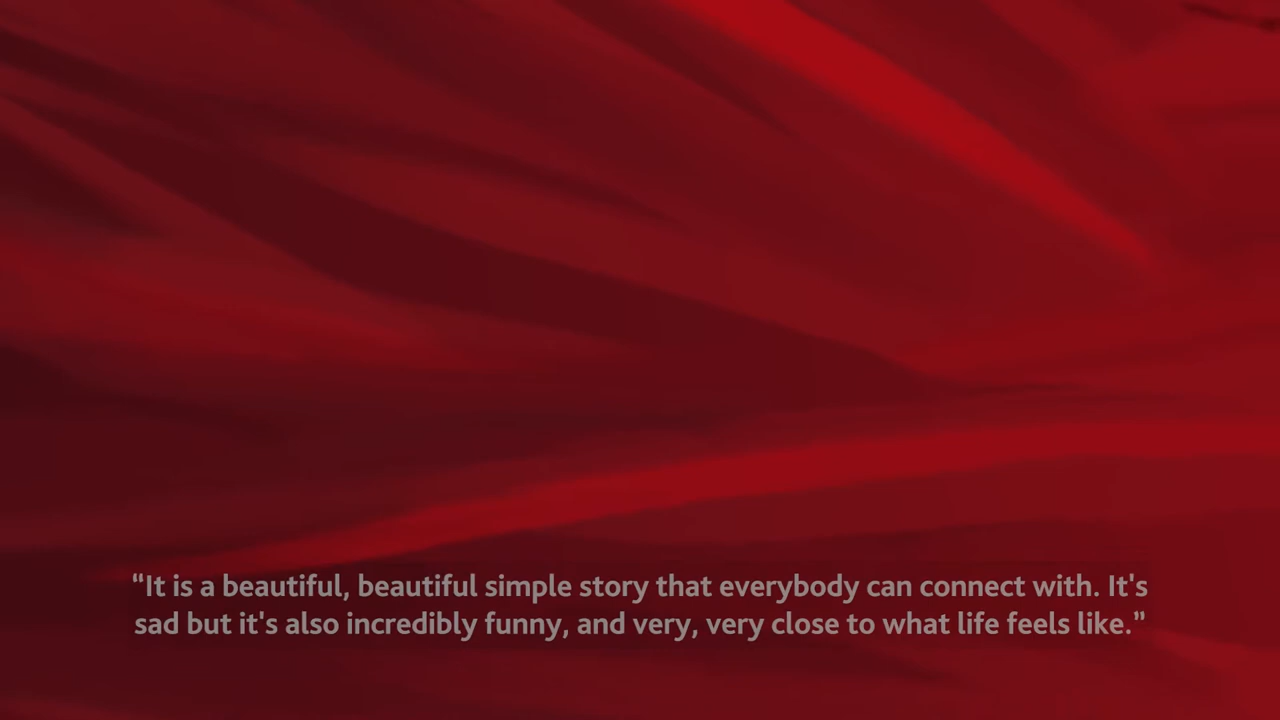 “It is a beautiful, beautiful simple story that everybody can connect with. It's
sad but it's also incredibly funny, and very, very close to what life feels like.”